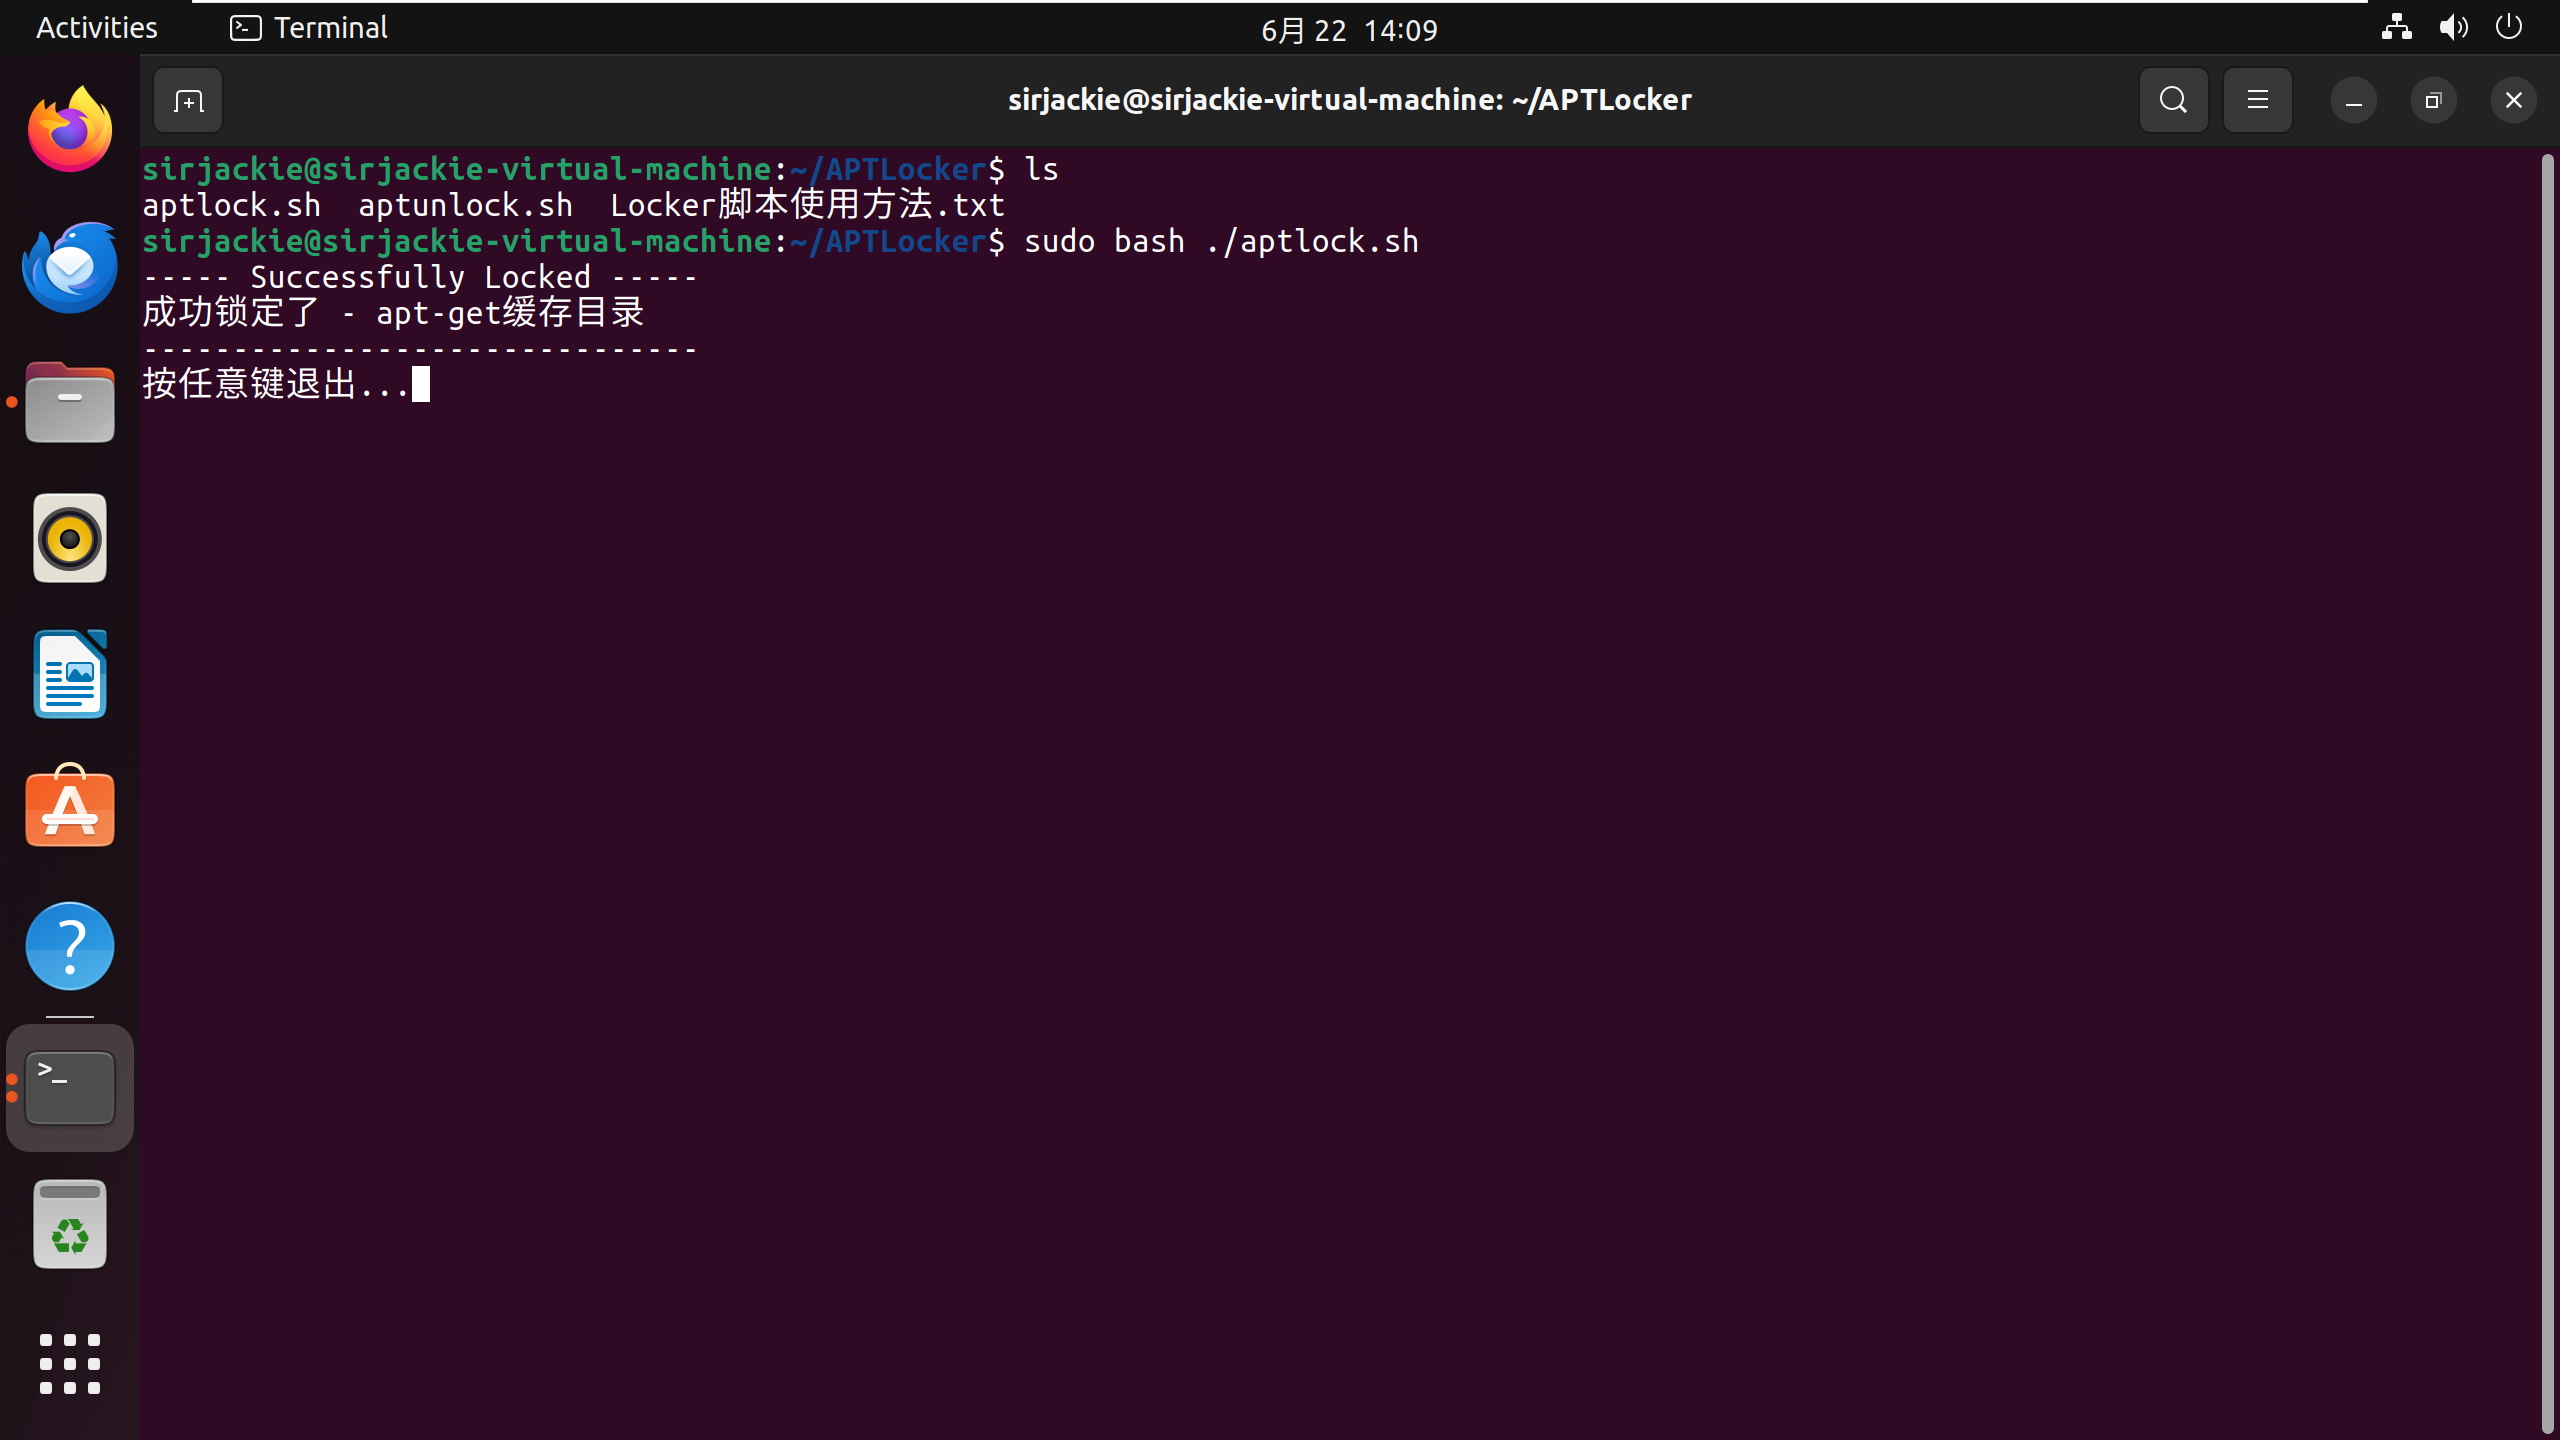 Activities
Terminal
6月 22 14:09
sirjackie@sirjackie-virtual-machine: ~/APTLocker
sirjackie@sirjackie-virtual-machine:~/APTLocker$ ls
aptlock.sh  aptunlock.sh  Locker脚本使用方法.txt
sirjackie@sirjackie-virtual-machine:~/APTLocker$ sudo bash ./aptlock.sh
----- Successfully Locked -----
成功锁定了 - apt-get缓存目录
-------------------------------
按任意键退出...